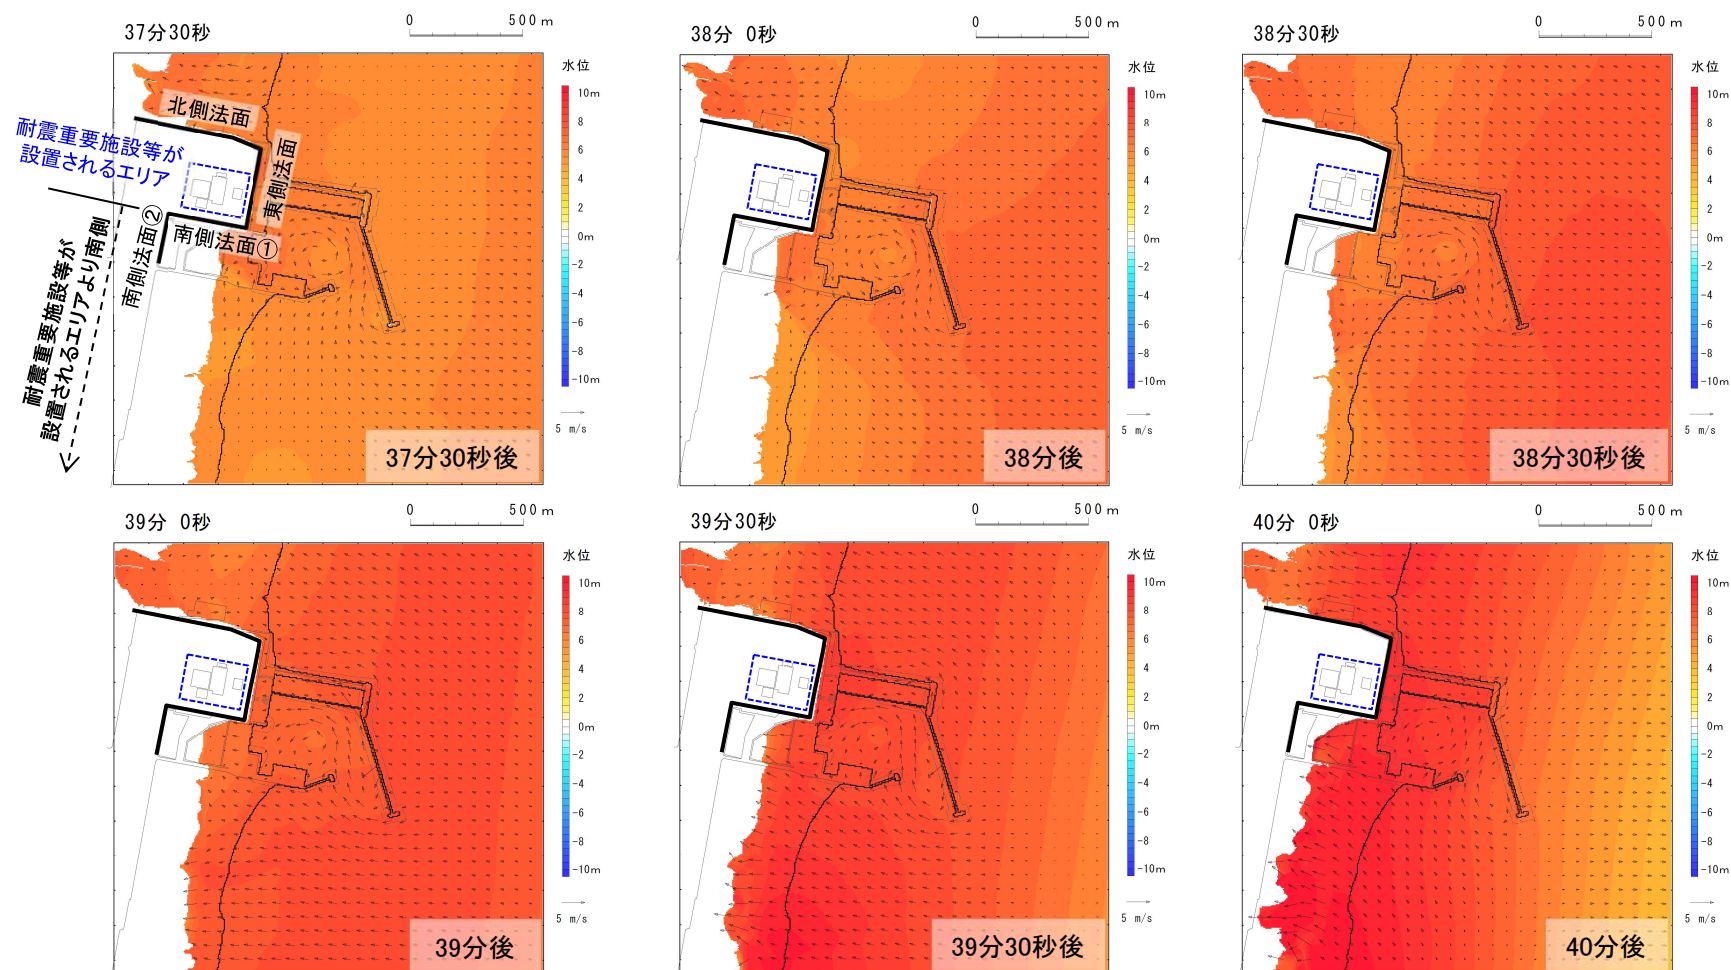 37分30秒
0 500m
水位
10m
8
6
4
2
0m
-2
-4
-6
-8
-10m
5 m/s
北側法面
東側法面
耐震重要施設等が
設置されるエリア
南側法面①
南側法面②
耐震重要施設等が
設置されるエリアより南側
37分30秒後
38分 0秒
0 500m
水位
10m
8
6
4
2
0m
-2
-4
-6
-8
-10m
5 m/s
38分後
38分30秒
0 500m
水位
10m
8
6
4
2
0m
-2
-4
-6
-8
-10m
5 m/s
38分30秒後
39分 0秒
0 500m
水位
10m
8
6
4
2
0m
-2
-4
-6
-8
-10m
5 m/s
39分後
39分30秒
0 500m
水位
10m
8
6
4
2
0m
-2
-4
-6
-8
-10m
5 m/s
39分30秒後
40分 0秒
0 500m
水位
10m
8
6
4
2
0m
-2
-4
-6
-8
-10m
5 m/s
40分後